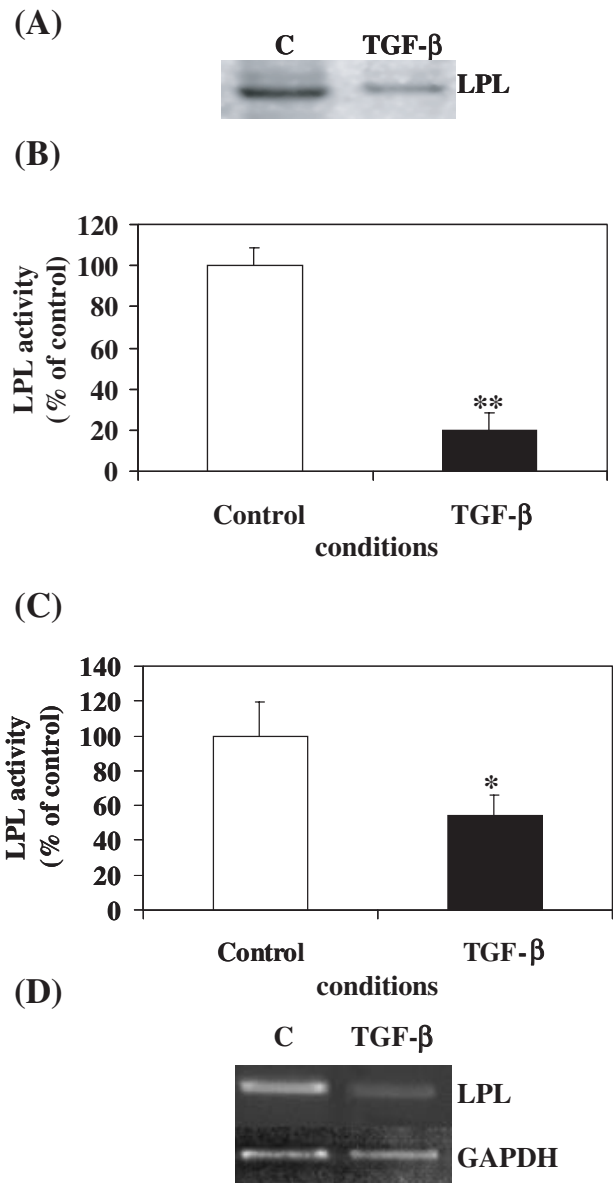 (A)
C TGF-β
LPL
(B)
LPL activity
(% of control)
120
100
80
60
40
20
0
**
Control TGF-β
conditions
(C)
LPL activity
(% of control)
140
120
100
80
60
40
20
0
*
Control TGF-β
conditions
(D)
C TGF-β
LPL
GAPDH